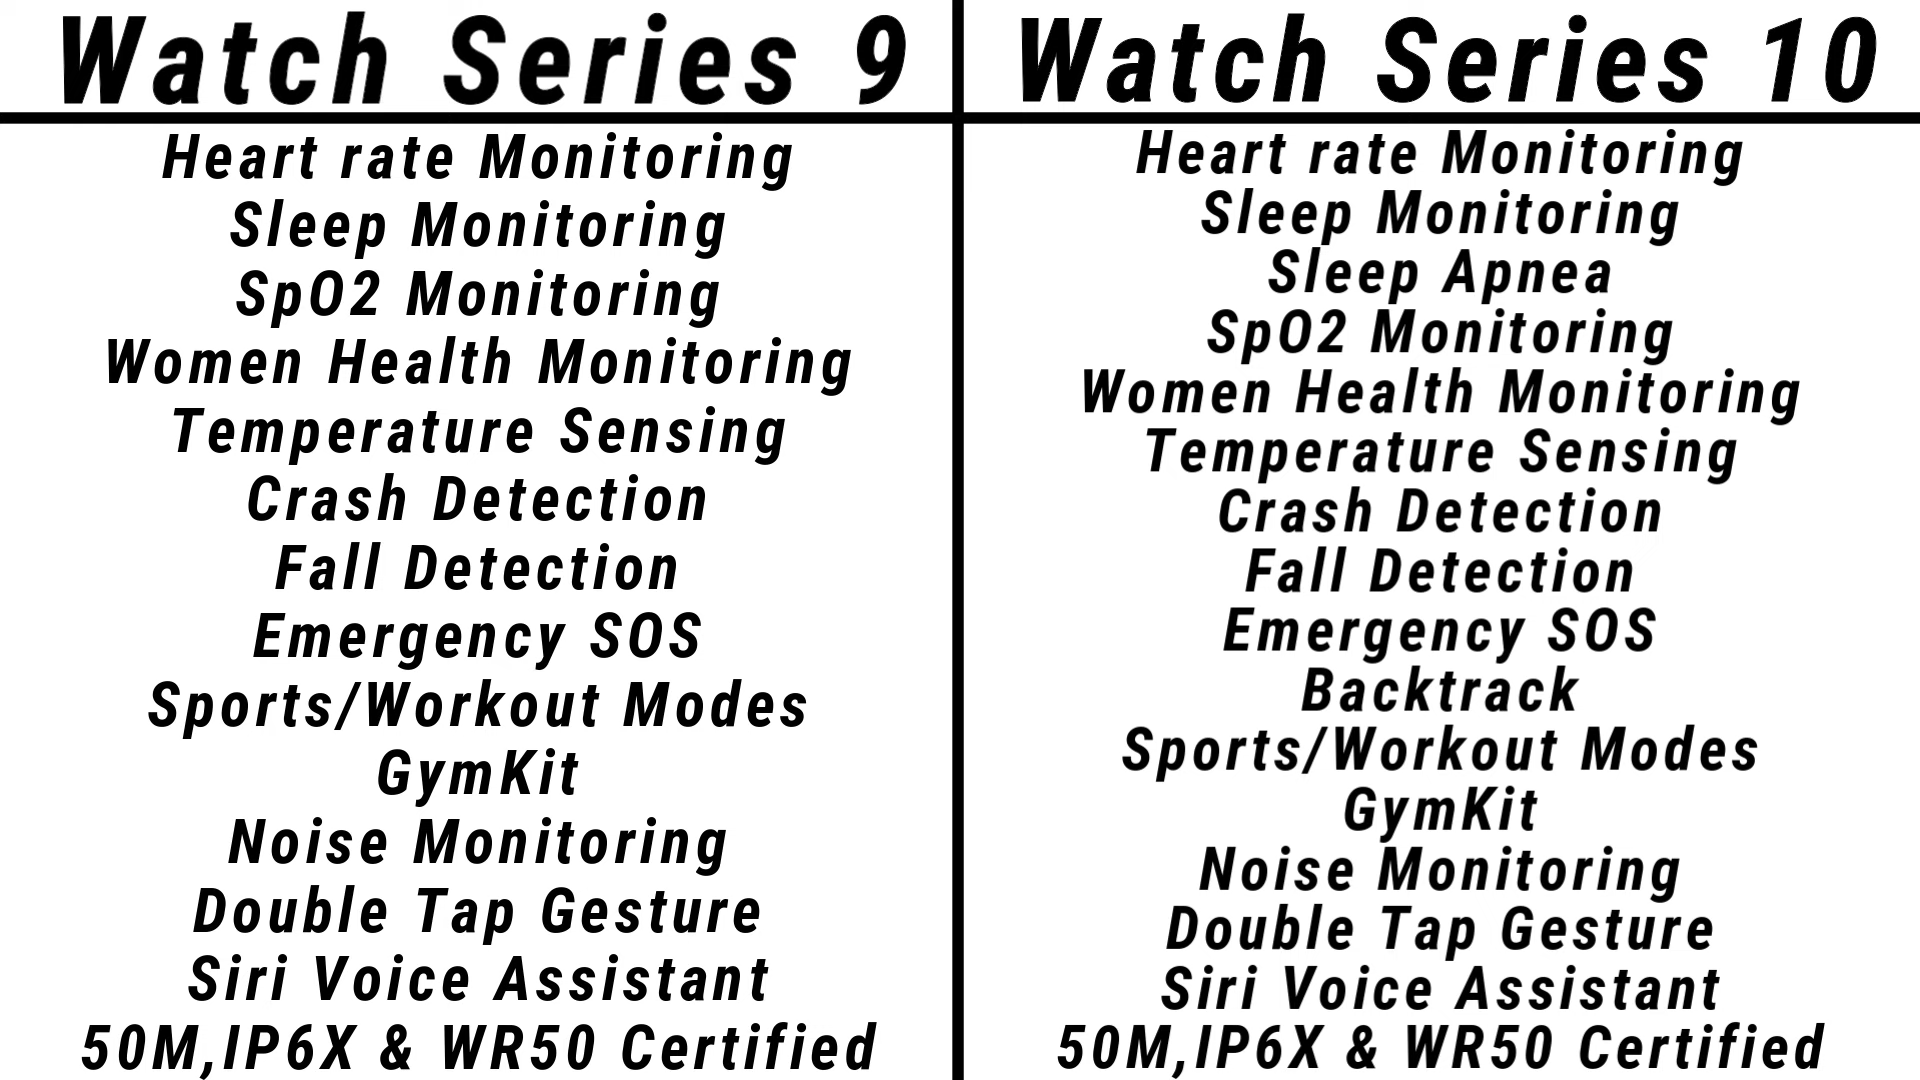 Watch Series 9
Heart rate Monitoring
Sleep Monitoring
SpO2 Monitoring
Women Health Monitoring
Temperature Sensing
Crash Detection
Fall Detection
Emergency SOS
Sports/Workout Modes
GymKit
Noise Monitoring
Double Tap Gesture
Siri Voice Assistant
50M,IP6X & WR50 Certified
Watch Series 10
Heart rate Monitoring
Sleep Monitoring
Sleep Apnea
SpO2 Monitoring
Women Health Monitoring
Temperature Sensing
Crash Detection
Fall Detection
Emergency SOS
Backtrack
Sports/Workout Modes
GymKit
Noise Monitoring
Double Tap Gesture
Siri Voice Assistant
50M,IP6X & WR50 Certified